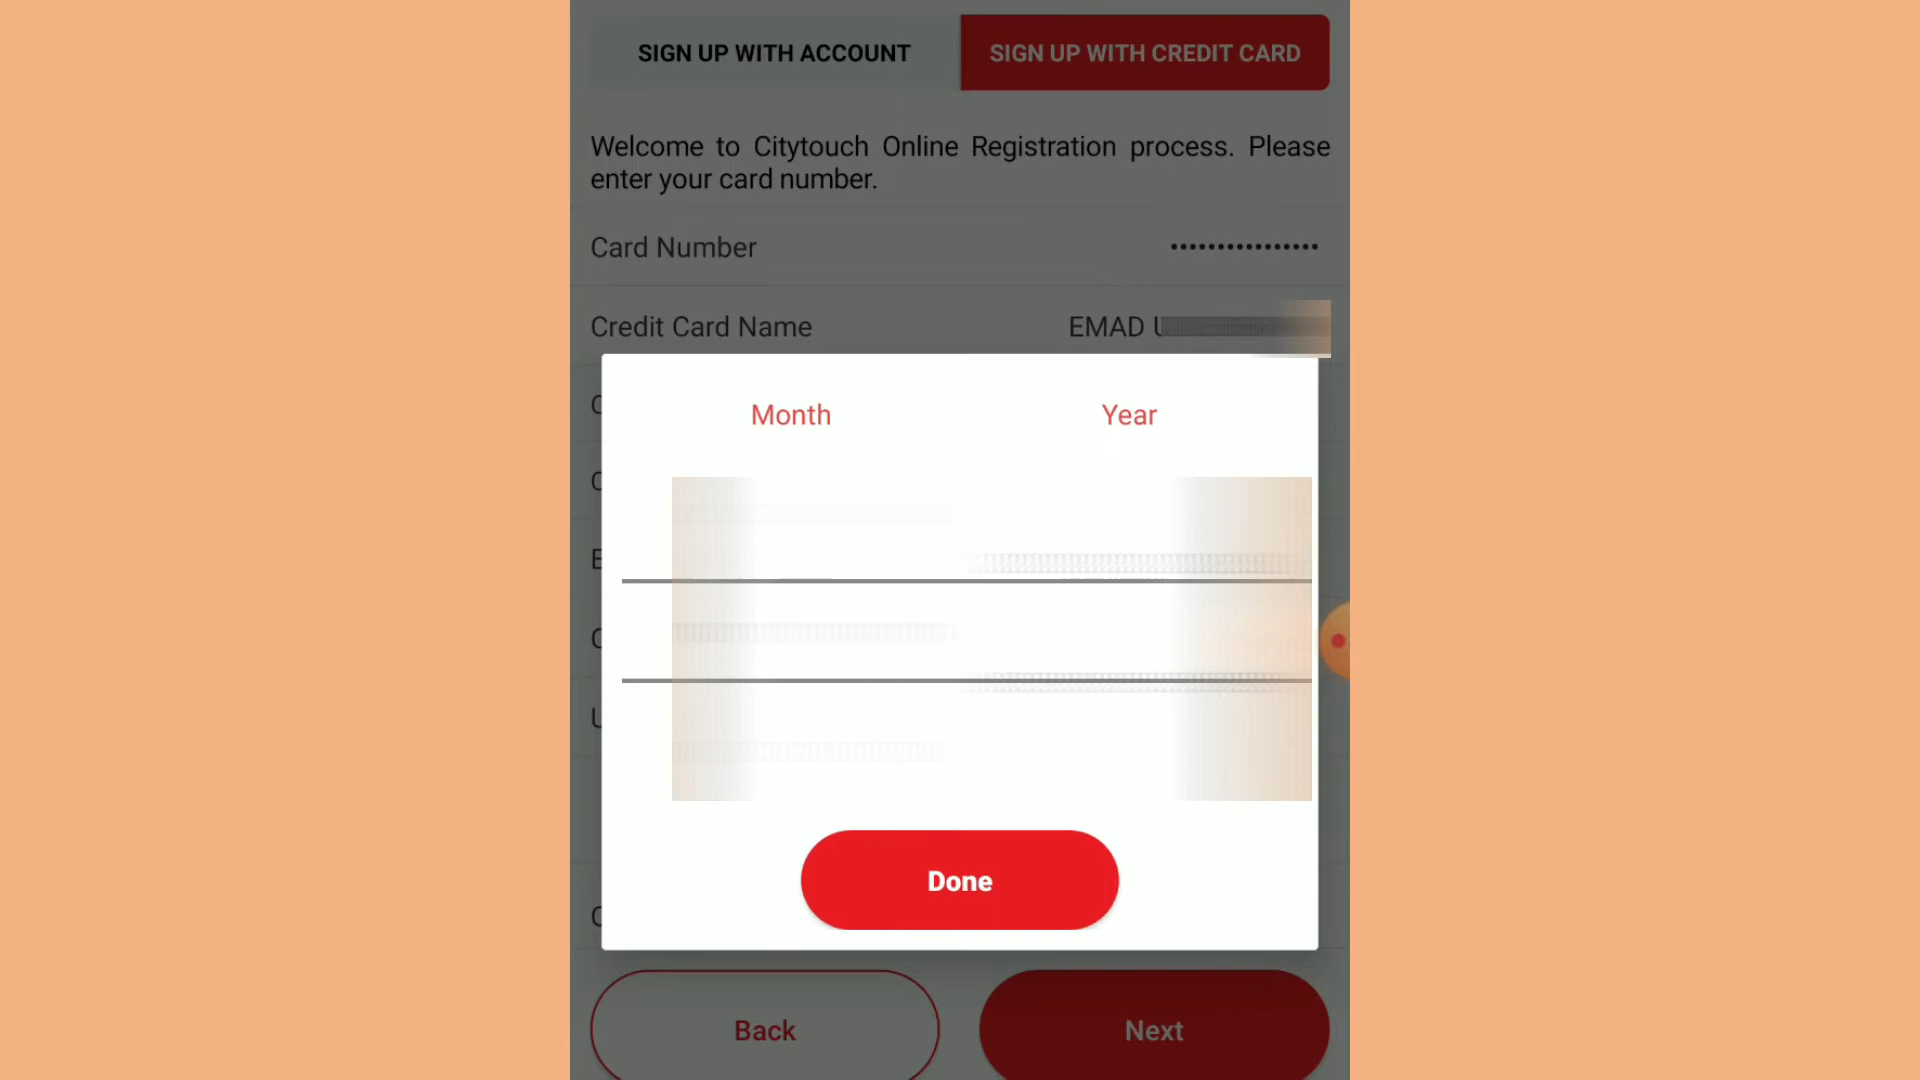 SIGN UP WITH ACCOUNT
SIGN UP WITH CREDIT CARD
Welcome to Citytouch Online Registration process. Please
enter your card number.
Card Number ••••••••••••••••
Credit Card Name EMAD
Month Year
Done
Back Next